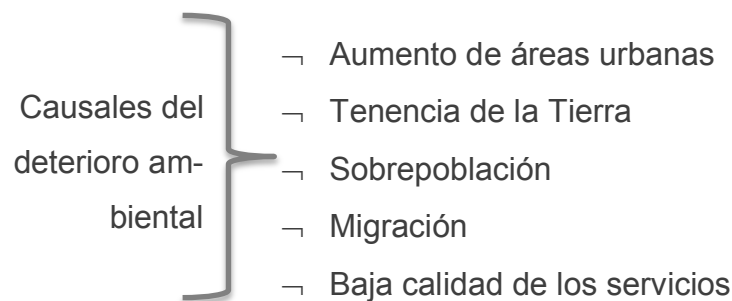 Causales del
deterioro am-
biental
¬ Aumento de áreas urbanas
¬ Tenencia de la Tierra
¬ Sobrepoblación
¬ Migración
¬ Baja calidad de los servicios